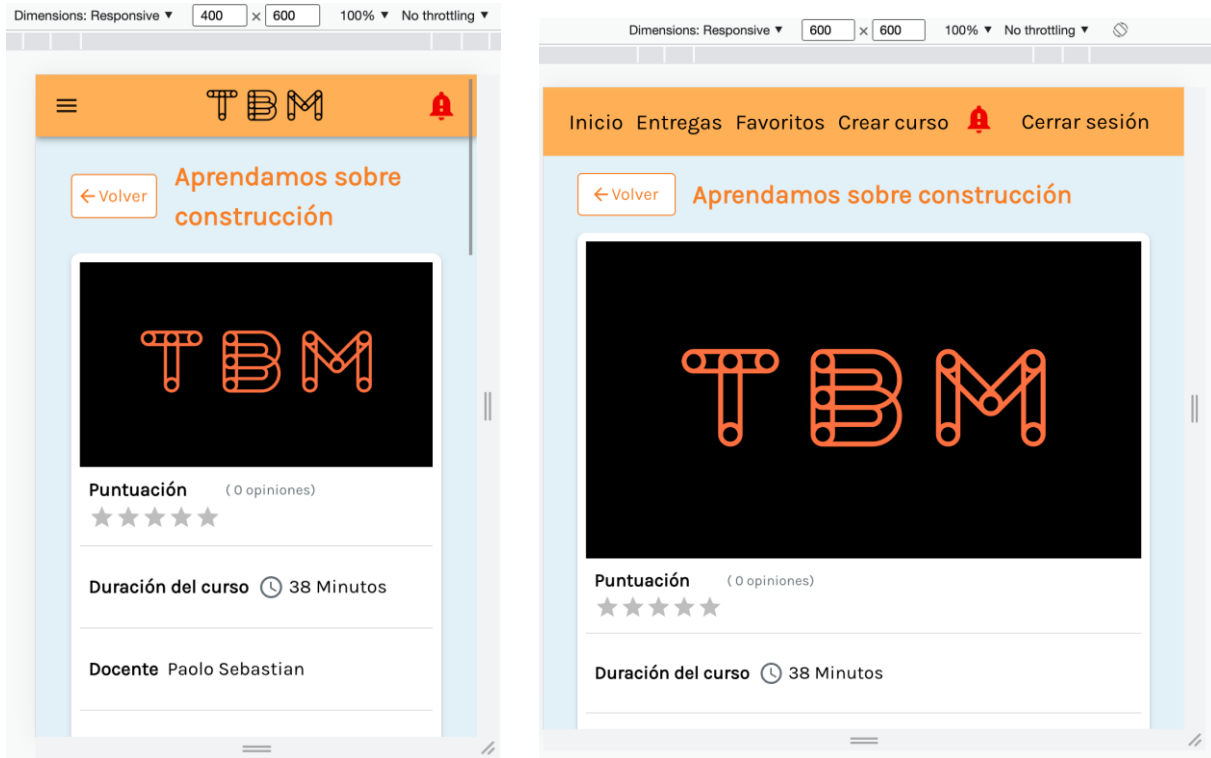 Dimensions: Responsive ▼ 400 × 600 100% ▼ No throttling ▼
TBM
← Volver
Aprendamos sobre
construcción
TBM
Puntuación ( 0 opiniones)
Duración del curso 38 Minutos
Docente Paolo Sebastian
Dimensions: Responsive ▼ 600 × 600 100% ▼ No throttling ▼
Inicio Entregas Favoritos Crear curso Cerrar sesión
← Volver Aprendamos sobre construcción
TBM
Puntuación ( 0 opiniones)
Duración del curso 38 Minutos